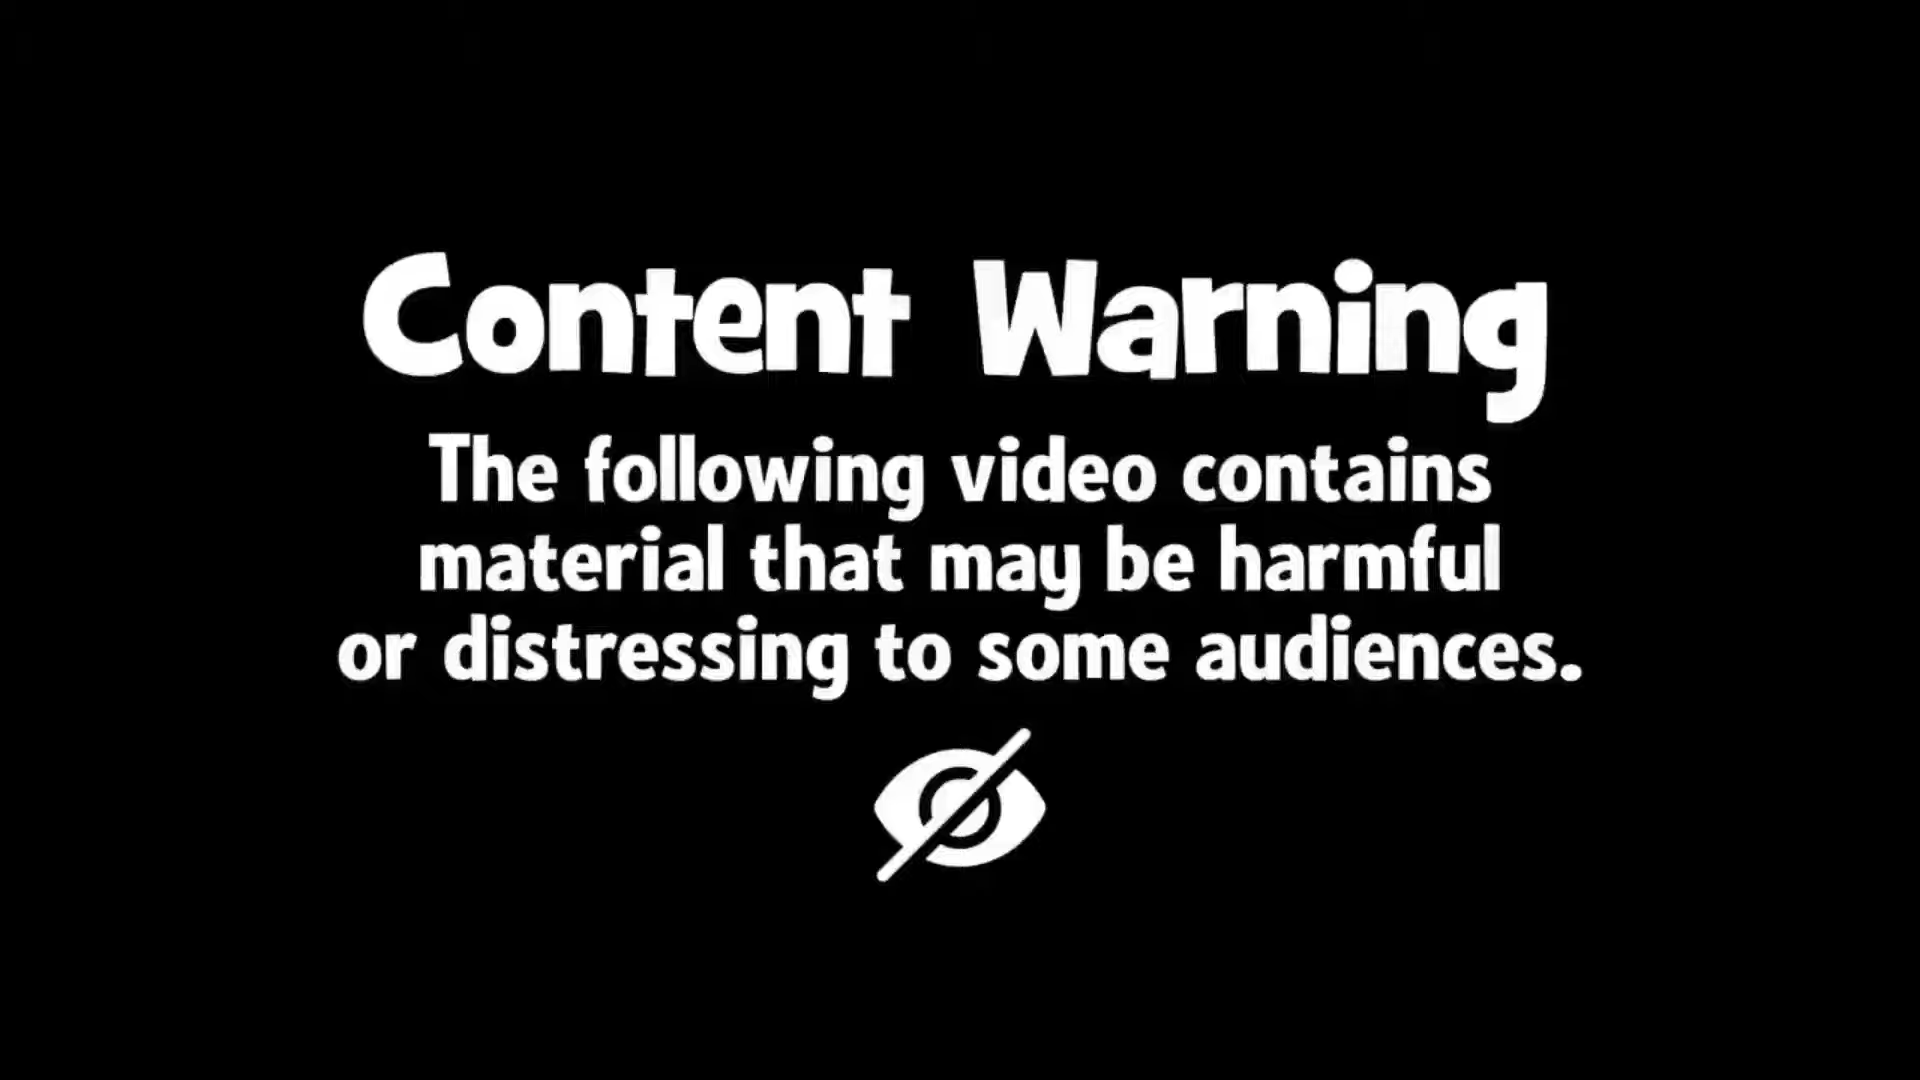 Content Warning
The following video contains
material that may be harmful
or distressing to some audiences.